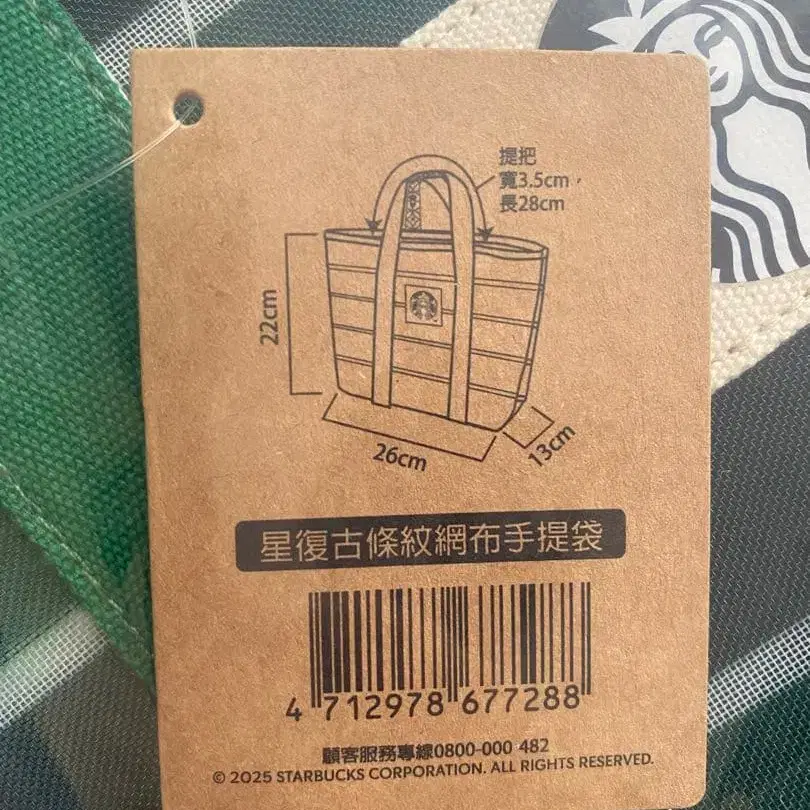 提把
寬3.5cm，
長28cm
22cm
26cm
13cm
星復古條紋網布手提袋
4 712978 677288
顧客服務專線0800-000 482
© 2025 STARBUCKS CORPORATION. ALL RIGHTS RESERVED.